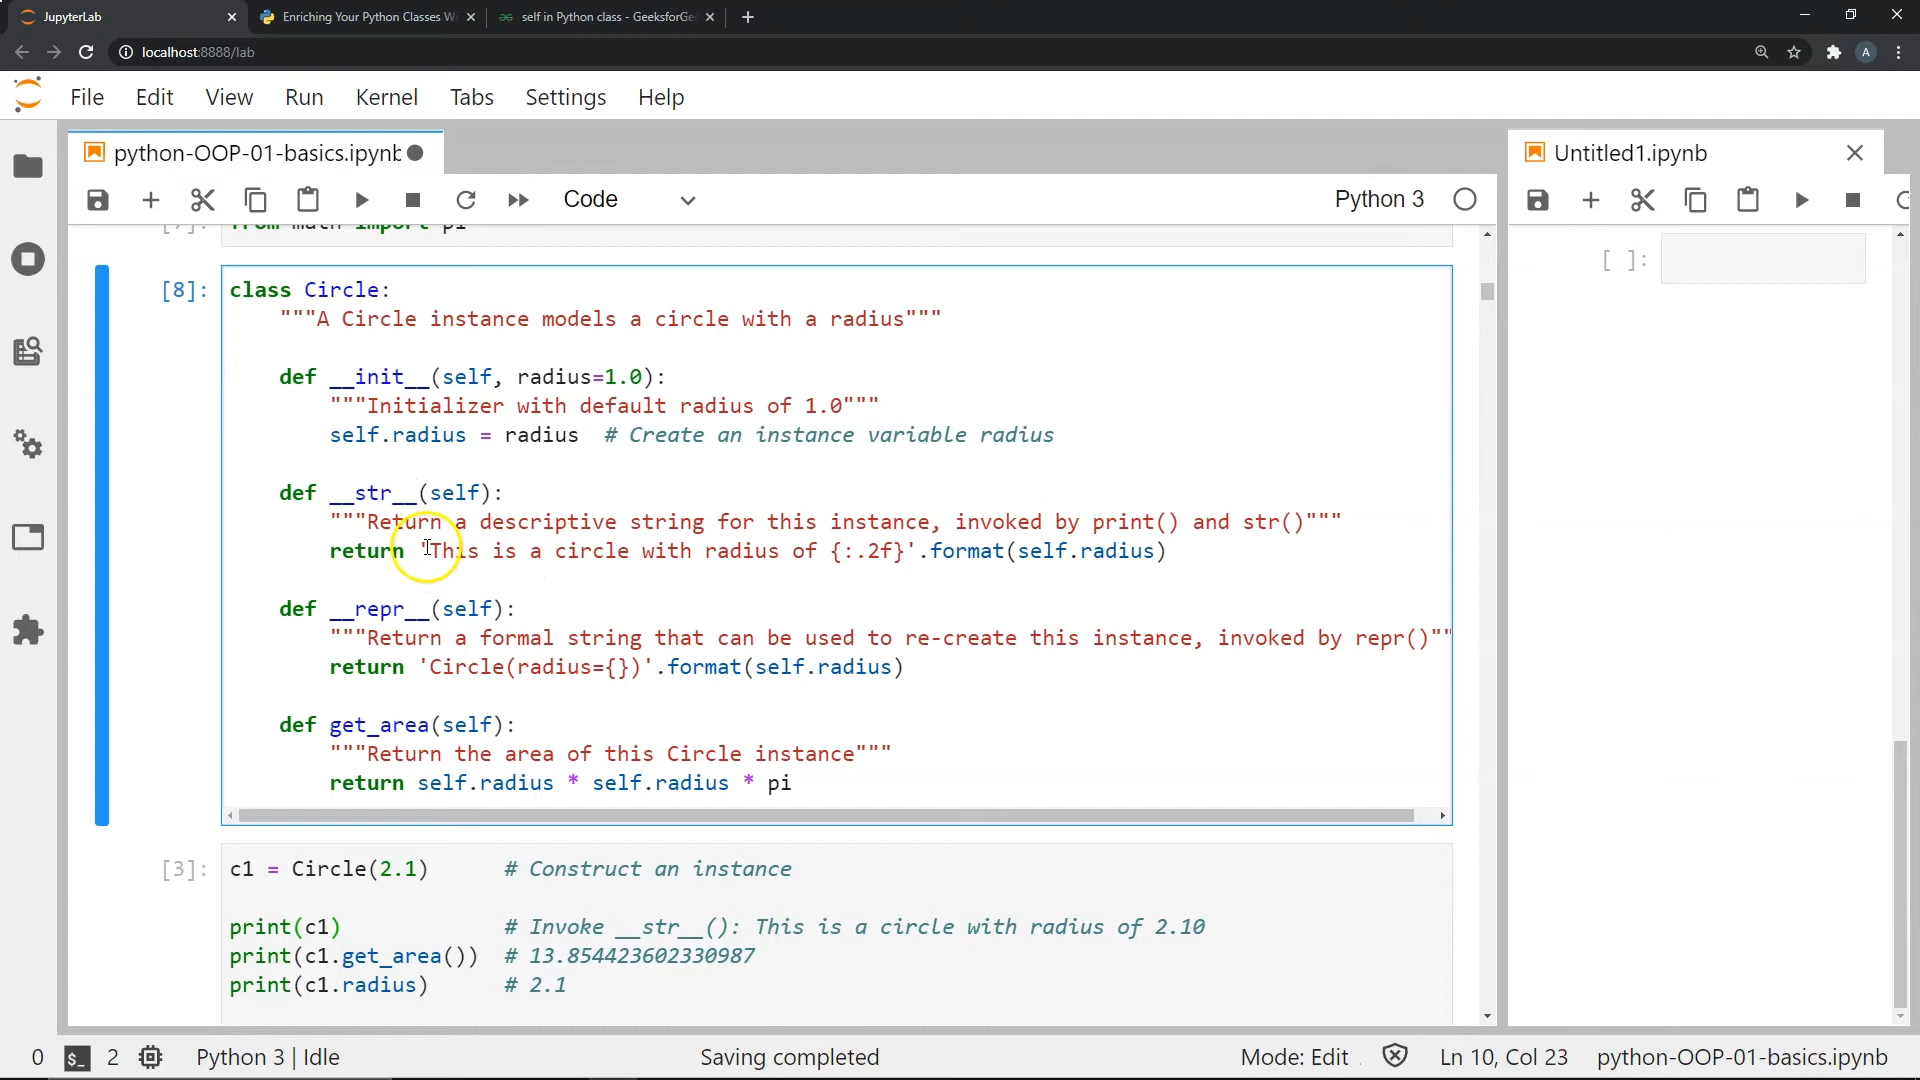 JupyterLab
Enriching Your Python Classes W
self in Python class - GeeksforGe
localhost:8888/lab
A
File Edit View Run Kernel Tabs Settings Help
python-OOP-01-basics.ipynb
Untitled1.ipynb
Code
Python 3
[7]: from math import pi
[ ]:
[8]: class Circle:
"""A Circle instance models a circle with a radius"""
def __init__(self, radius=1.0):
"""Initializer with default radius of 1.0"""
self.radius = radius # Create an instance variable radius
def __str__(self):
"""Return a descriptive string for this instance, invoked by print() and str()"""
return 'This is a circle with radius of {:.2f}'.format(self.radius)
def __repr__(self):
"""Return a formal string that can be used to re-create this instance, invoked by repr()""
return 'Circle(radius={})'.format(self.radius)
def get_area(self):
"""Return the area of this Circle instance"""
return self.radius * self.radius * pi
[3]: c1 = Circle(2.1) # Construct an instance
print(c1) # Invoke __str__(): This is a circle with radius of 2.10
print(c1.get_area()) # 13.854423602330987
print(c1.radius) # 2.1
0 $_ 2 Python 3 | Idle Saving completed Mode: Edit Ln 10, Col 23 python-OOP-01-basics.ipynb